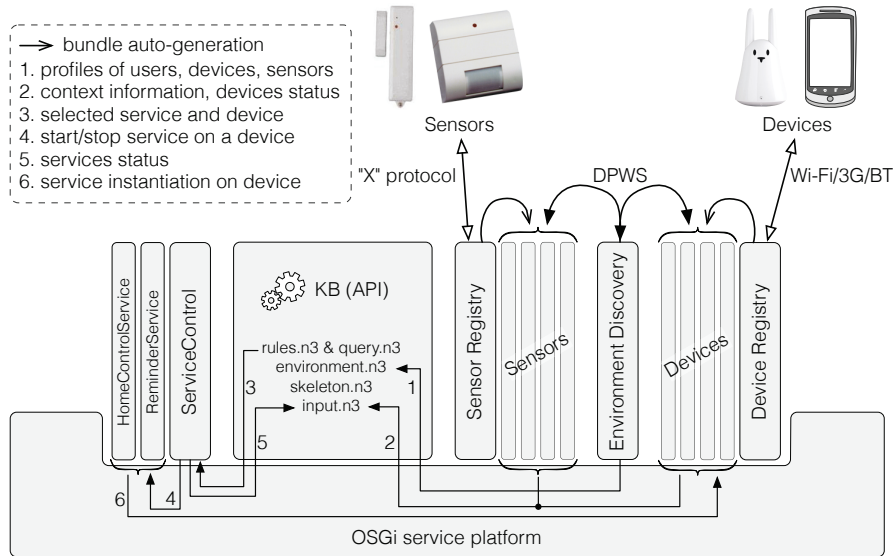 bundle auto-generation
1. profiles of users, devices, sensors
2. context information, devices status
3. selected service and device
4. start/stop service on a device
5. services status
6. service instantiation on device
Sensors
Devices
"X" protocol
DPWS
Wi-Fi/3G/BT
HomeControlService
ReminderService
ServiceControl
KB (API)
rules.n3 & query.n3
environment.n3
skeleton.n3
input.n3
3
1
5
2
Sensor Registry
Sensors
Environment Discovery
Devices
Device Registry
6
4
OSGi service platform